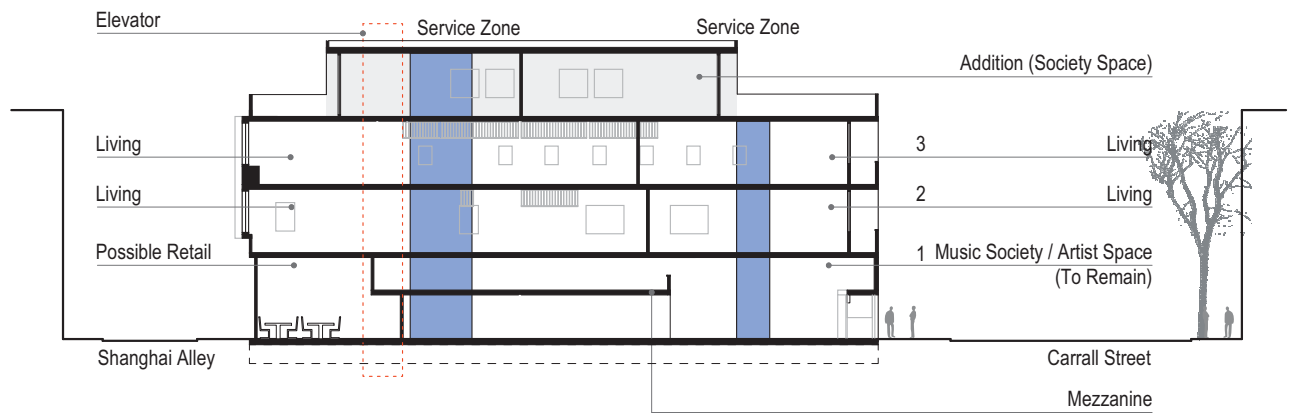 Elevator
Service Zone
Service Zone
Addition (Society Space)
Living
3
Living
Living
2
Living
Possible Retail
1
Music Society / Artist Space
(To Remain)
Shanghai Alley
Carrall Street
Mezzanine